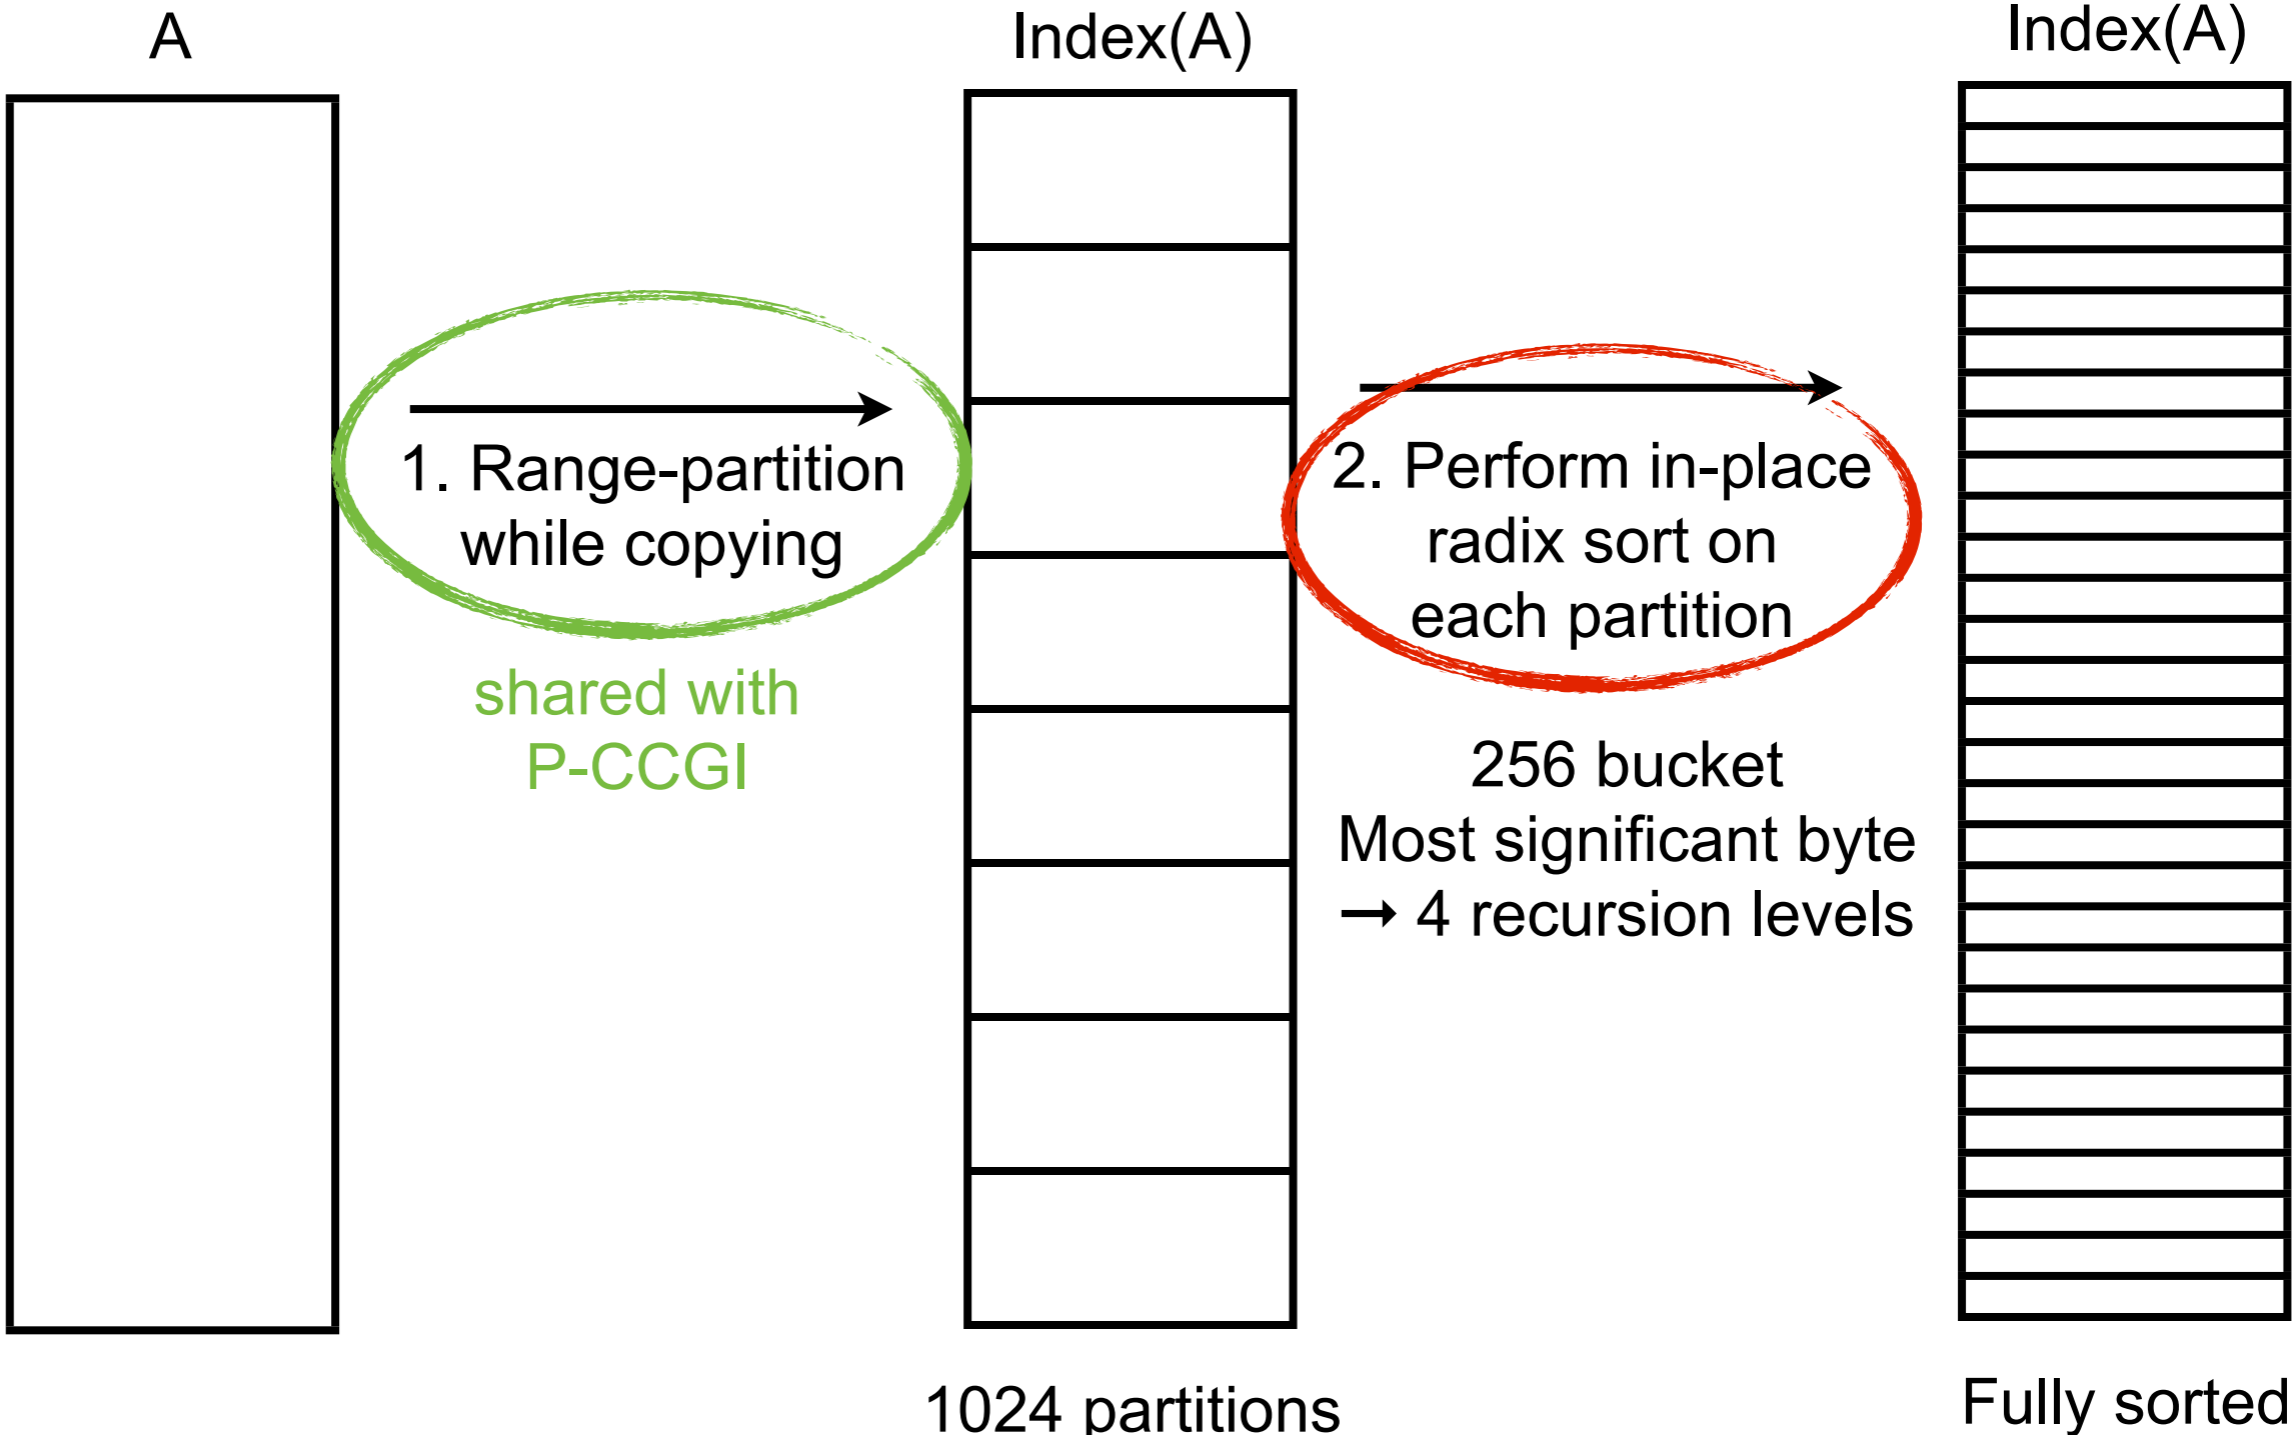 A
Index(A)
Index(A)
1. Range-partition
while copying
shared with
P-CCGI
2. Perform in-place
radix sort on
each partition
256 bucket
Most significant byte
→ 4 recursion levels
1024 partitions
Fully sorted